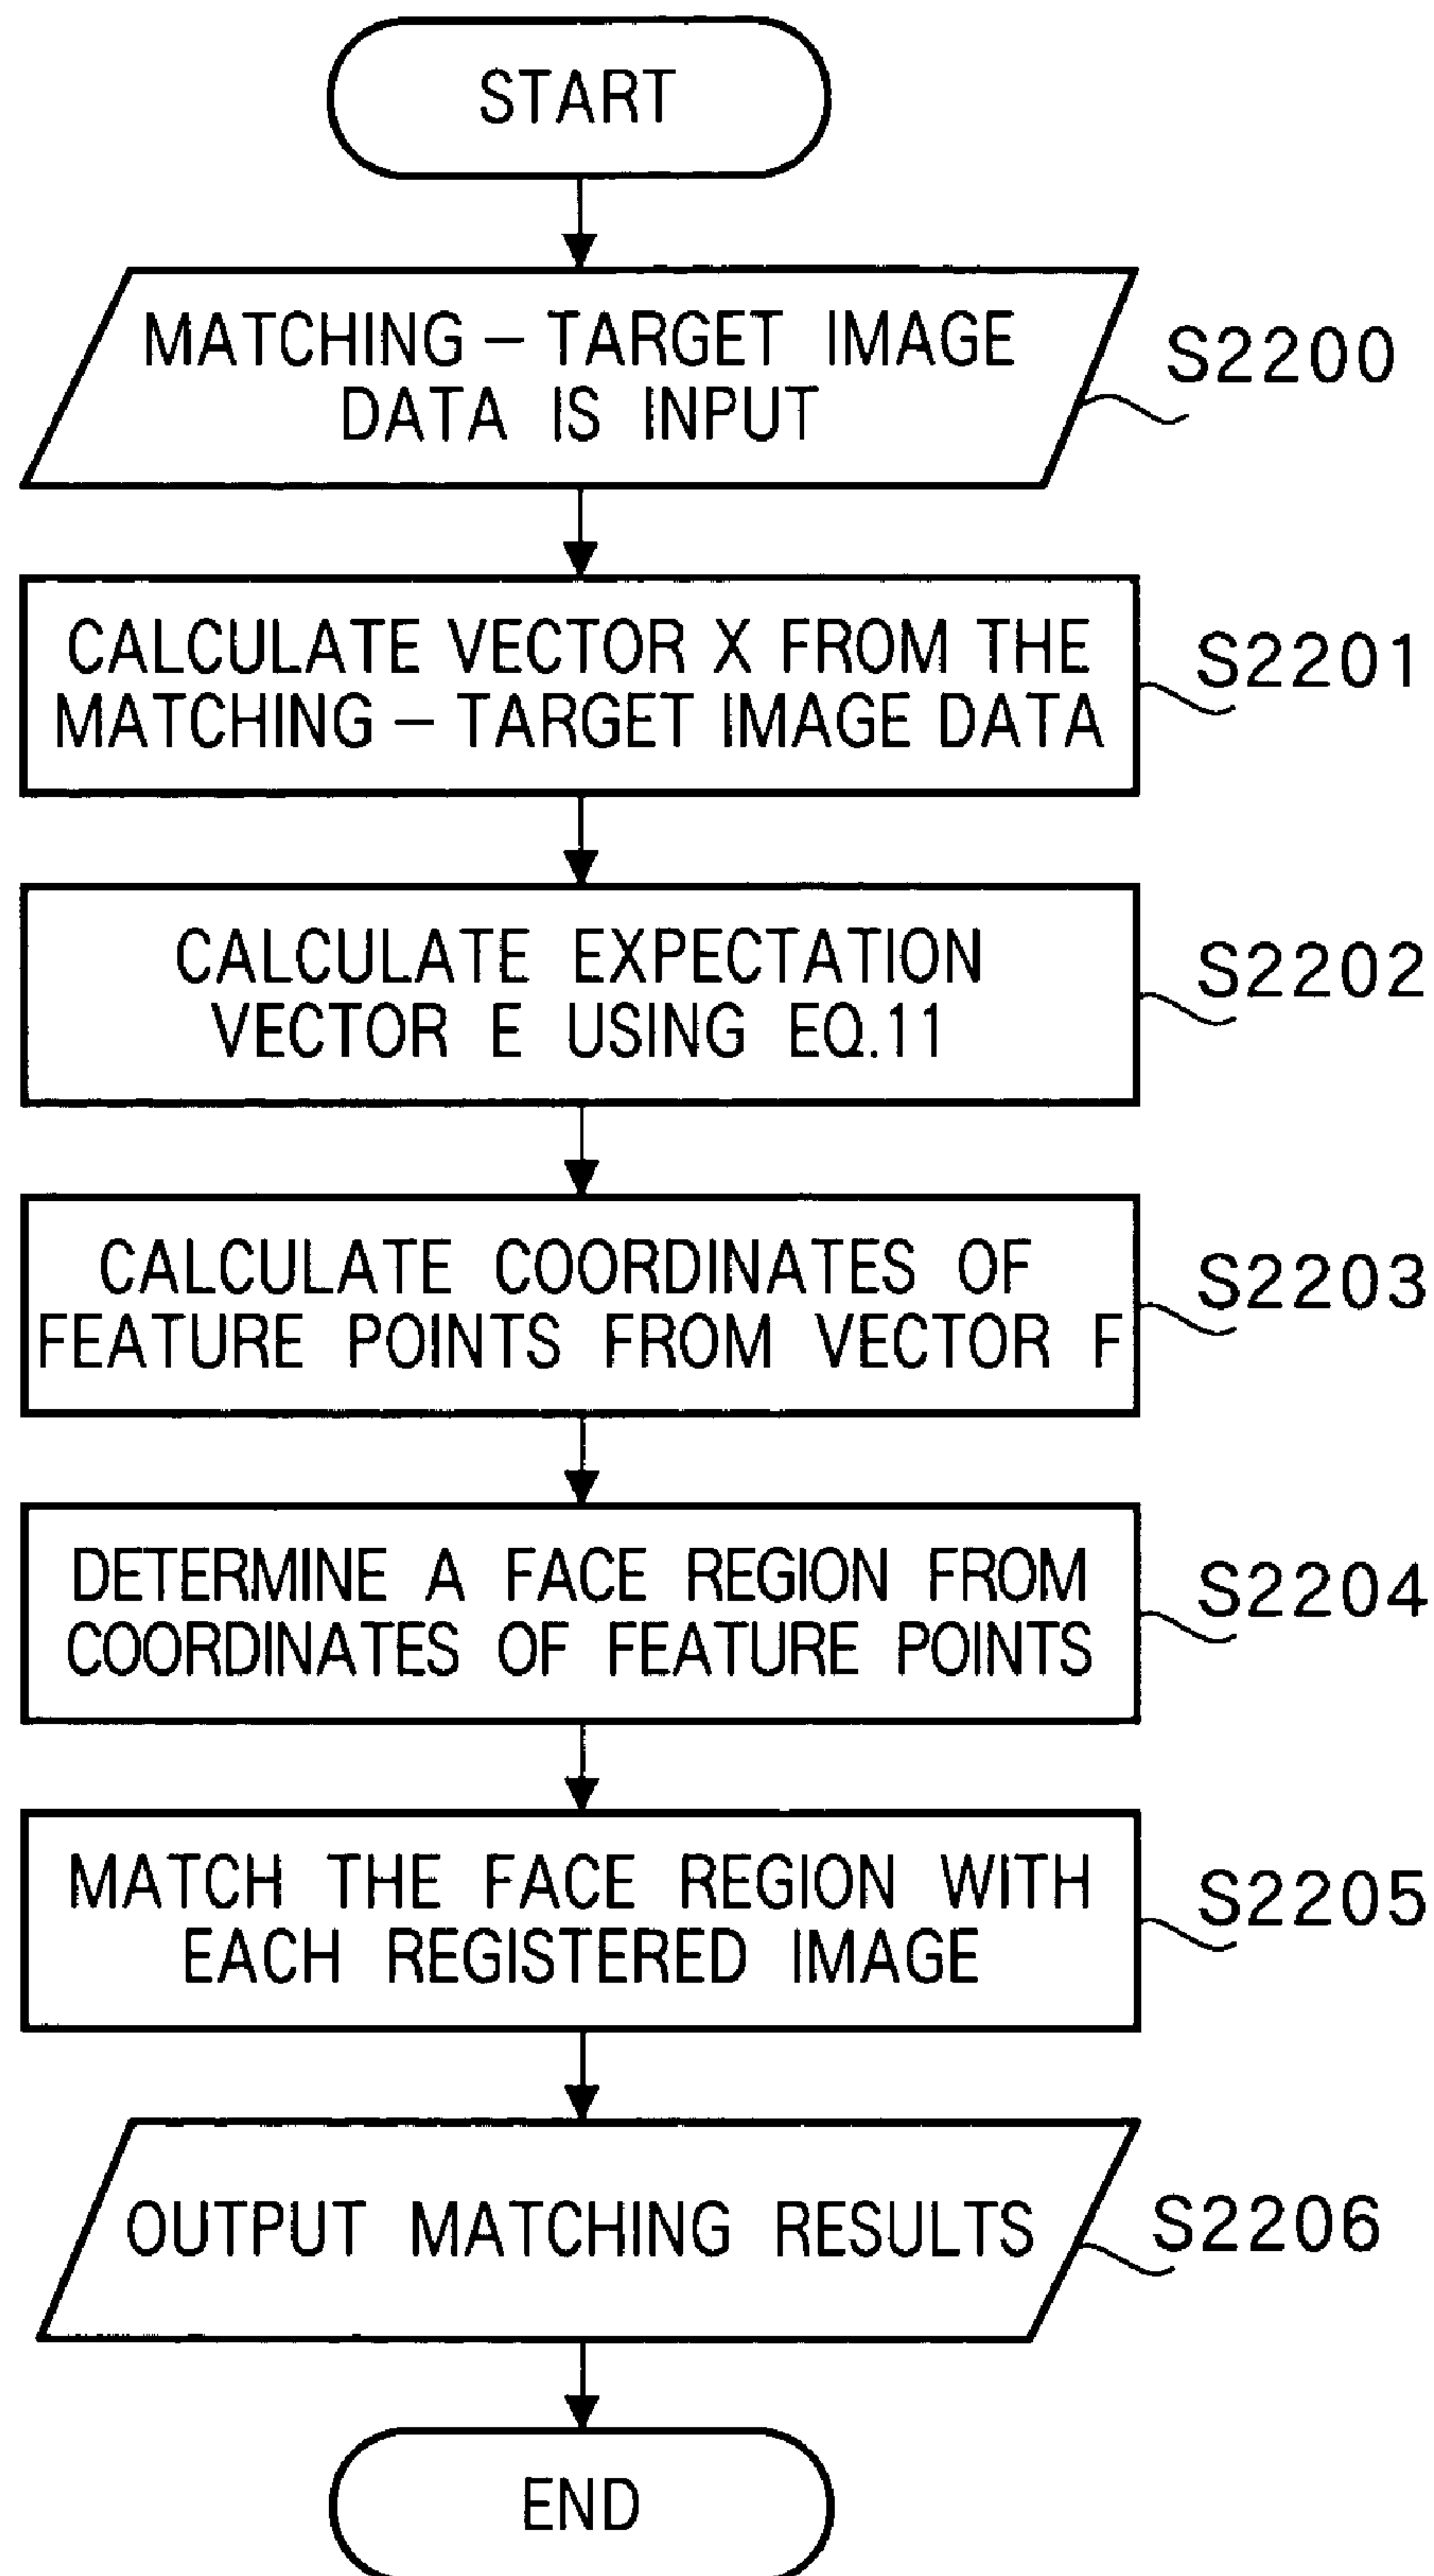 START
MATCHING – TARGET IMAGE
DATA IS INPUT
S2200
CALCULATE VECTOR X FROM THE
MATCHING – TARGET IMAGE DATA
S2201
CALCULATE EXPECTATION
VECTOR E USING EQ.11
S2202
CALCULATE COORDINATES OF
FEATURE POINTS FROM VECTOR F
S2203
DETERMINE A FACE REGION FROM
COORDINATES OF FEATURE POINTS
S2204
MATCH THE FACE REGION WITH
EACH REGISTERED IMAGE
S2205
OUTPUT MATCHING RESULTS
S2206
END